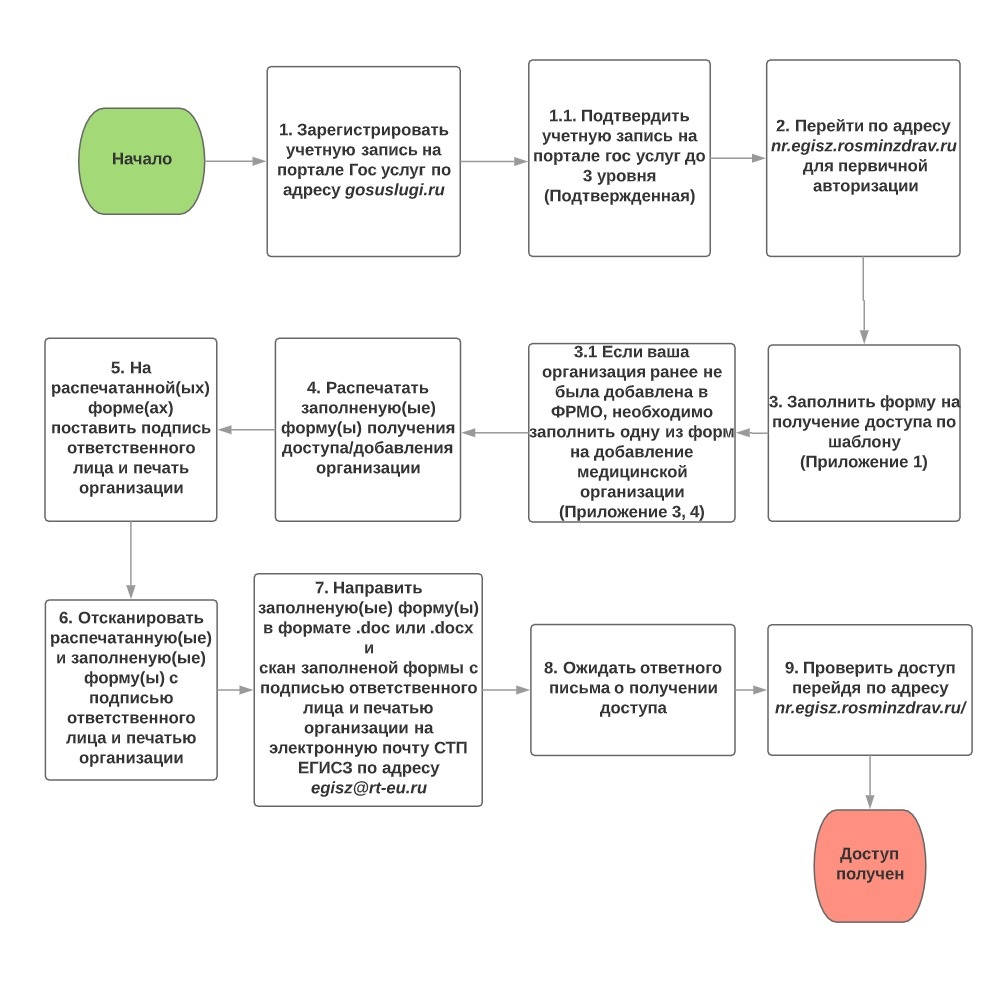 Начало
1. Зарегистрировать
учетную запись на
портале Гос услуг по
адресу gosuslugi.ru
1.1. Подтвердить
учетную запись на
портале гос услуг до
3 уровня
(Подтвержденная)
2. Перейти по адресу
nr.egisz.rosminzdrav.ru
для первичной
авторизации
3. Заполнить форму на
получение доступа по
шаблону
(Приложение 1)
3.1 Если ваша
организация ранее не
была добавлена в
ФРМО, необходимо
заполнить одну из форм
на добавление
медицинской
организации
(Приложение 3, 4)
4. Распечатать
заполненую(ые)
форму(ы) получения
доступа/добавления
организации
5. На
распечатанной(ых)
форме(ах)
поставить подпись
ответственного
лица и печать
организации
6. Отсканировать
распечатанную(ые)
и заполненую(ые)
форму(ы) с
подписью
ответственного
лица и печатью
организации
7. Направить
заполненую(ые) форму(ы)
в формате .doc или .docx
и
скан заполненой формы с
подписью ответственного
лица и печатью
организации на
электронную почту СТП
ЕГИСЗ по адресу
egisz@rt-eu.ru
8. Ожидать ответного
письма о получении
доступа
9. Проверить доступ
перейдя по адресу
nr.egisz.rosminzdrav.ru/
Доступ
получен